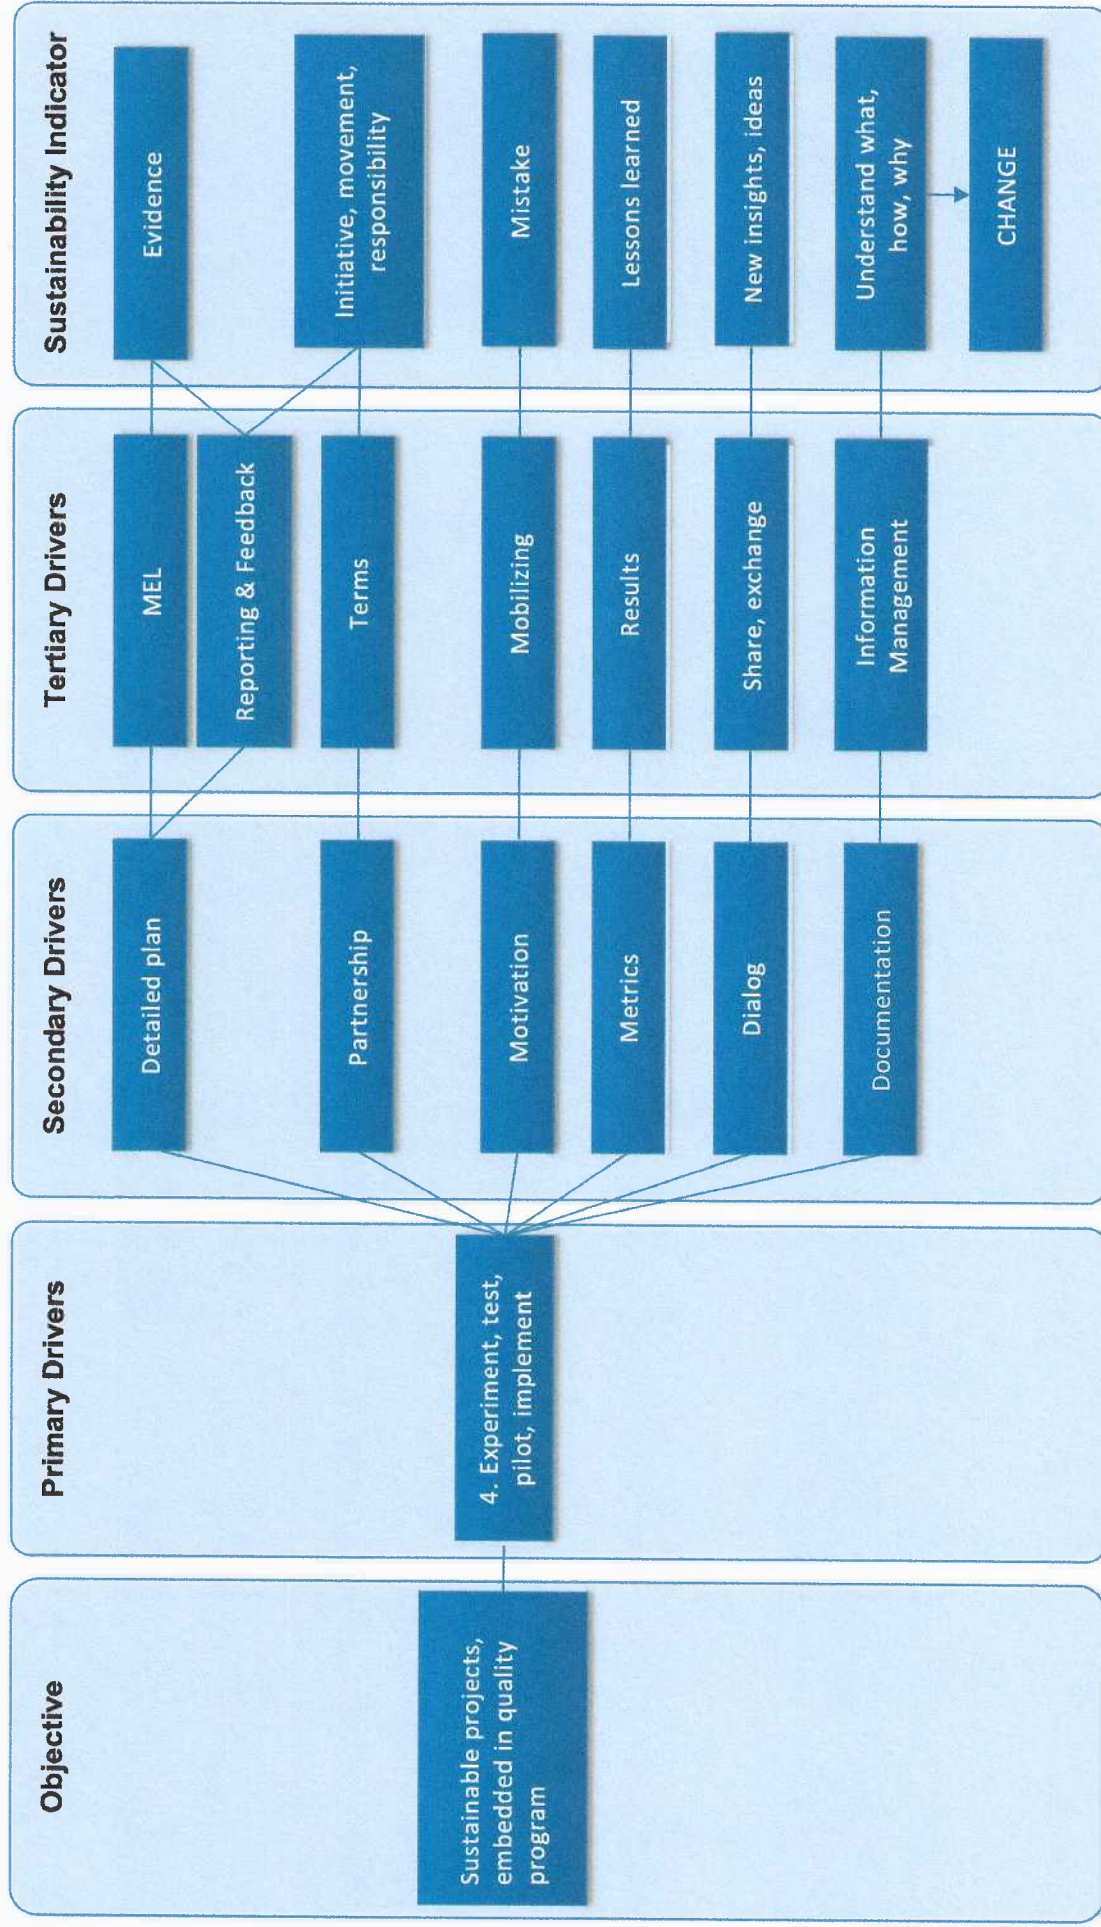 Objective
Sustainable projects,
embedded in quality
program
Primary Drivers
4. Experiment, test,
pilot, implement
Secondary Drivers
Detailed plan
Partnership
Motivation
Metrics
Dialog
Documentation
Tertiary Drivers
MEL
Reporting & Feedback
Terms
Mobilizing
Results
Share, exchange
Information
Management
Sustainability Indicator
Evidence
Initiative, movement,
responsibility
Mistake
Lessons learned
New insights, ideas
Understand what,
how, why
CHANGE